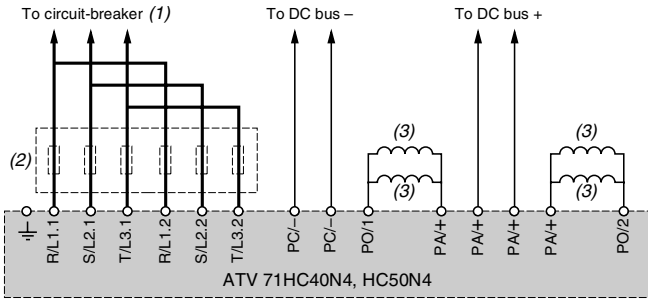 To circuit-breaker (1)
To DC bus –
To DC bus +
(3)
(3)
(2)
(3)
(3)
R/L1.1
S/L2.1
T/L3.1
R/L1.2
S/L2.2
T/L3.2
PC/–
PC/–
PO/1
PA/+
PA/+
PA/+
PA/+
PO/2
ATV 71HC40N4, HC50N4